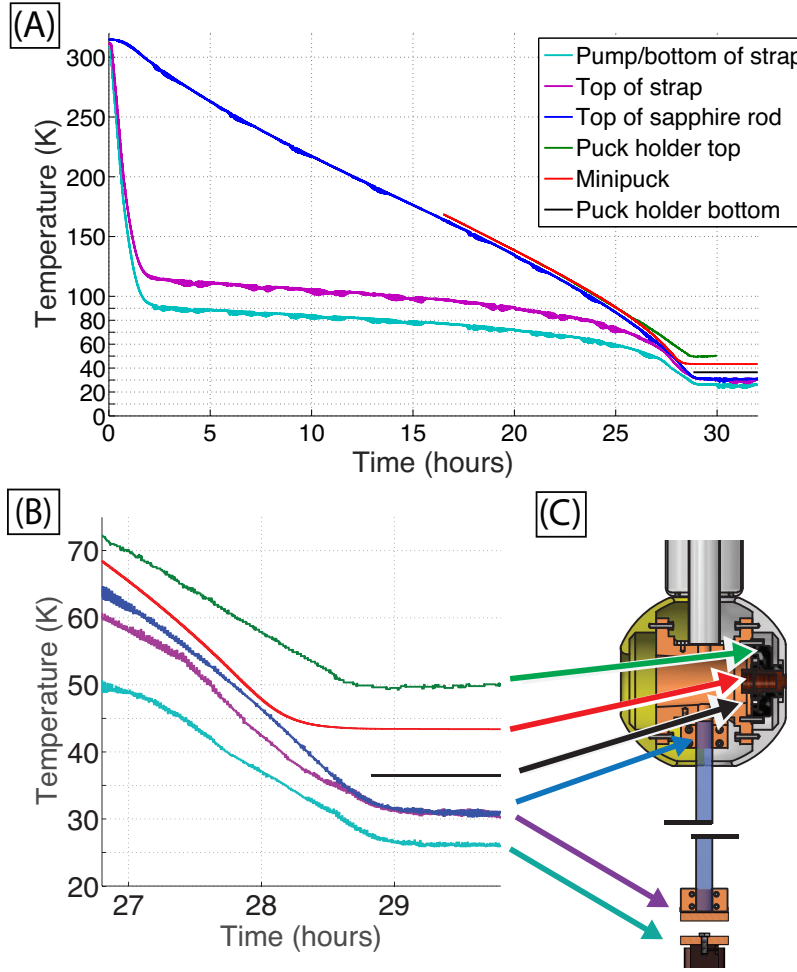 (A)
Temperature (K)
300
250
200
150
100
80
60
40
20
0
Pump/bottom of strap
Top of strap
Top of sapphire rod
Puck holder top
Minipuck
Puck holder bottom
0 5 10 15 20 25 30
Time (hours)
(B)
Temperature (K)
70
60
50
40
30
20
27 28 29
Time (hours)
(C)